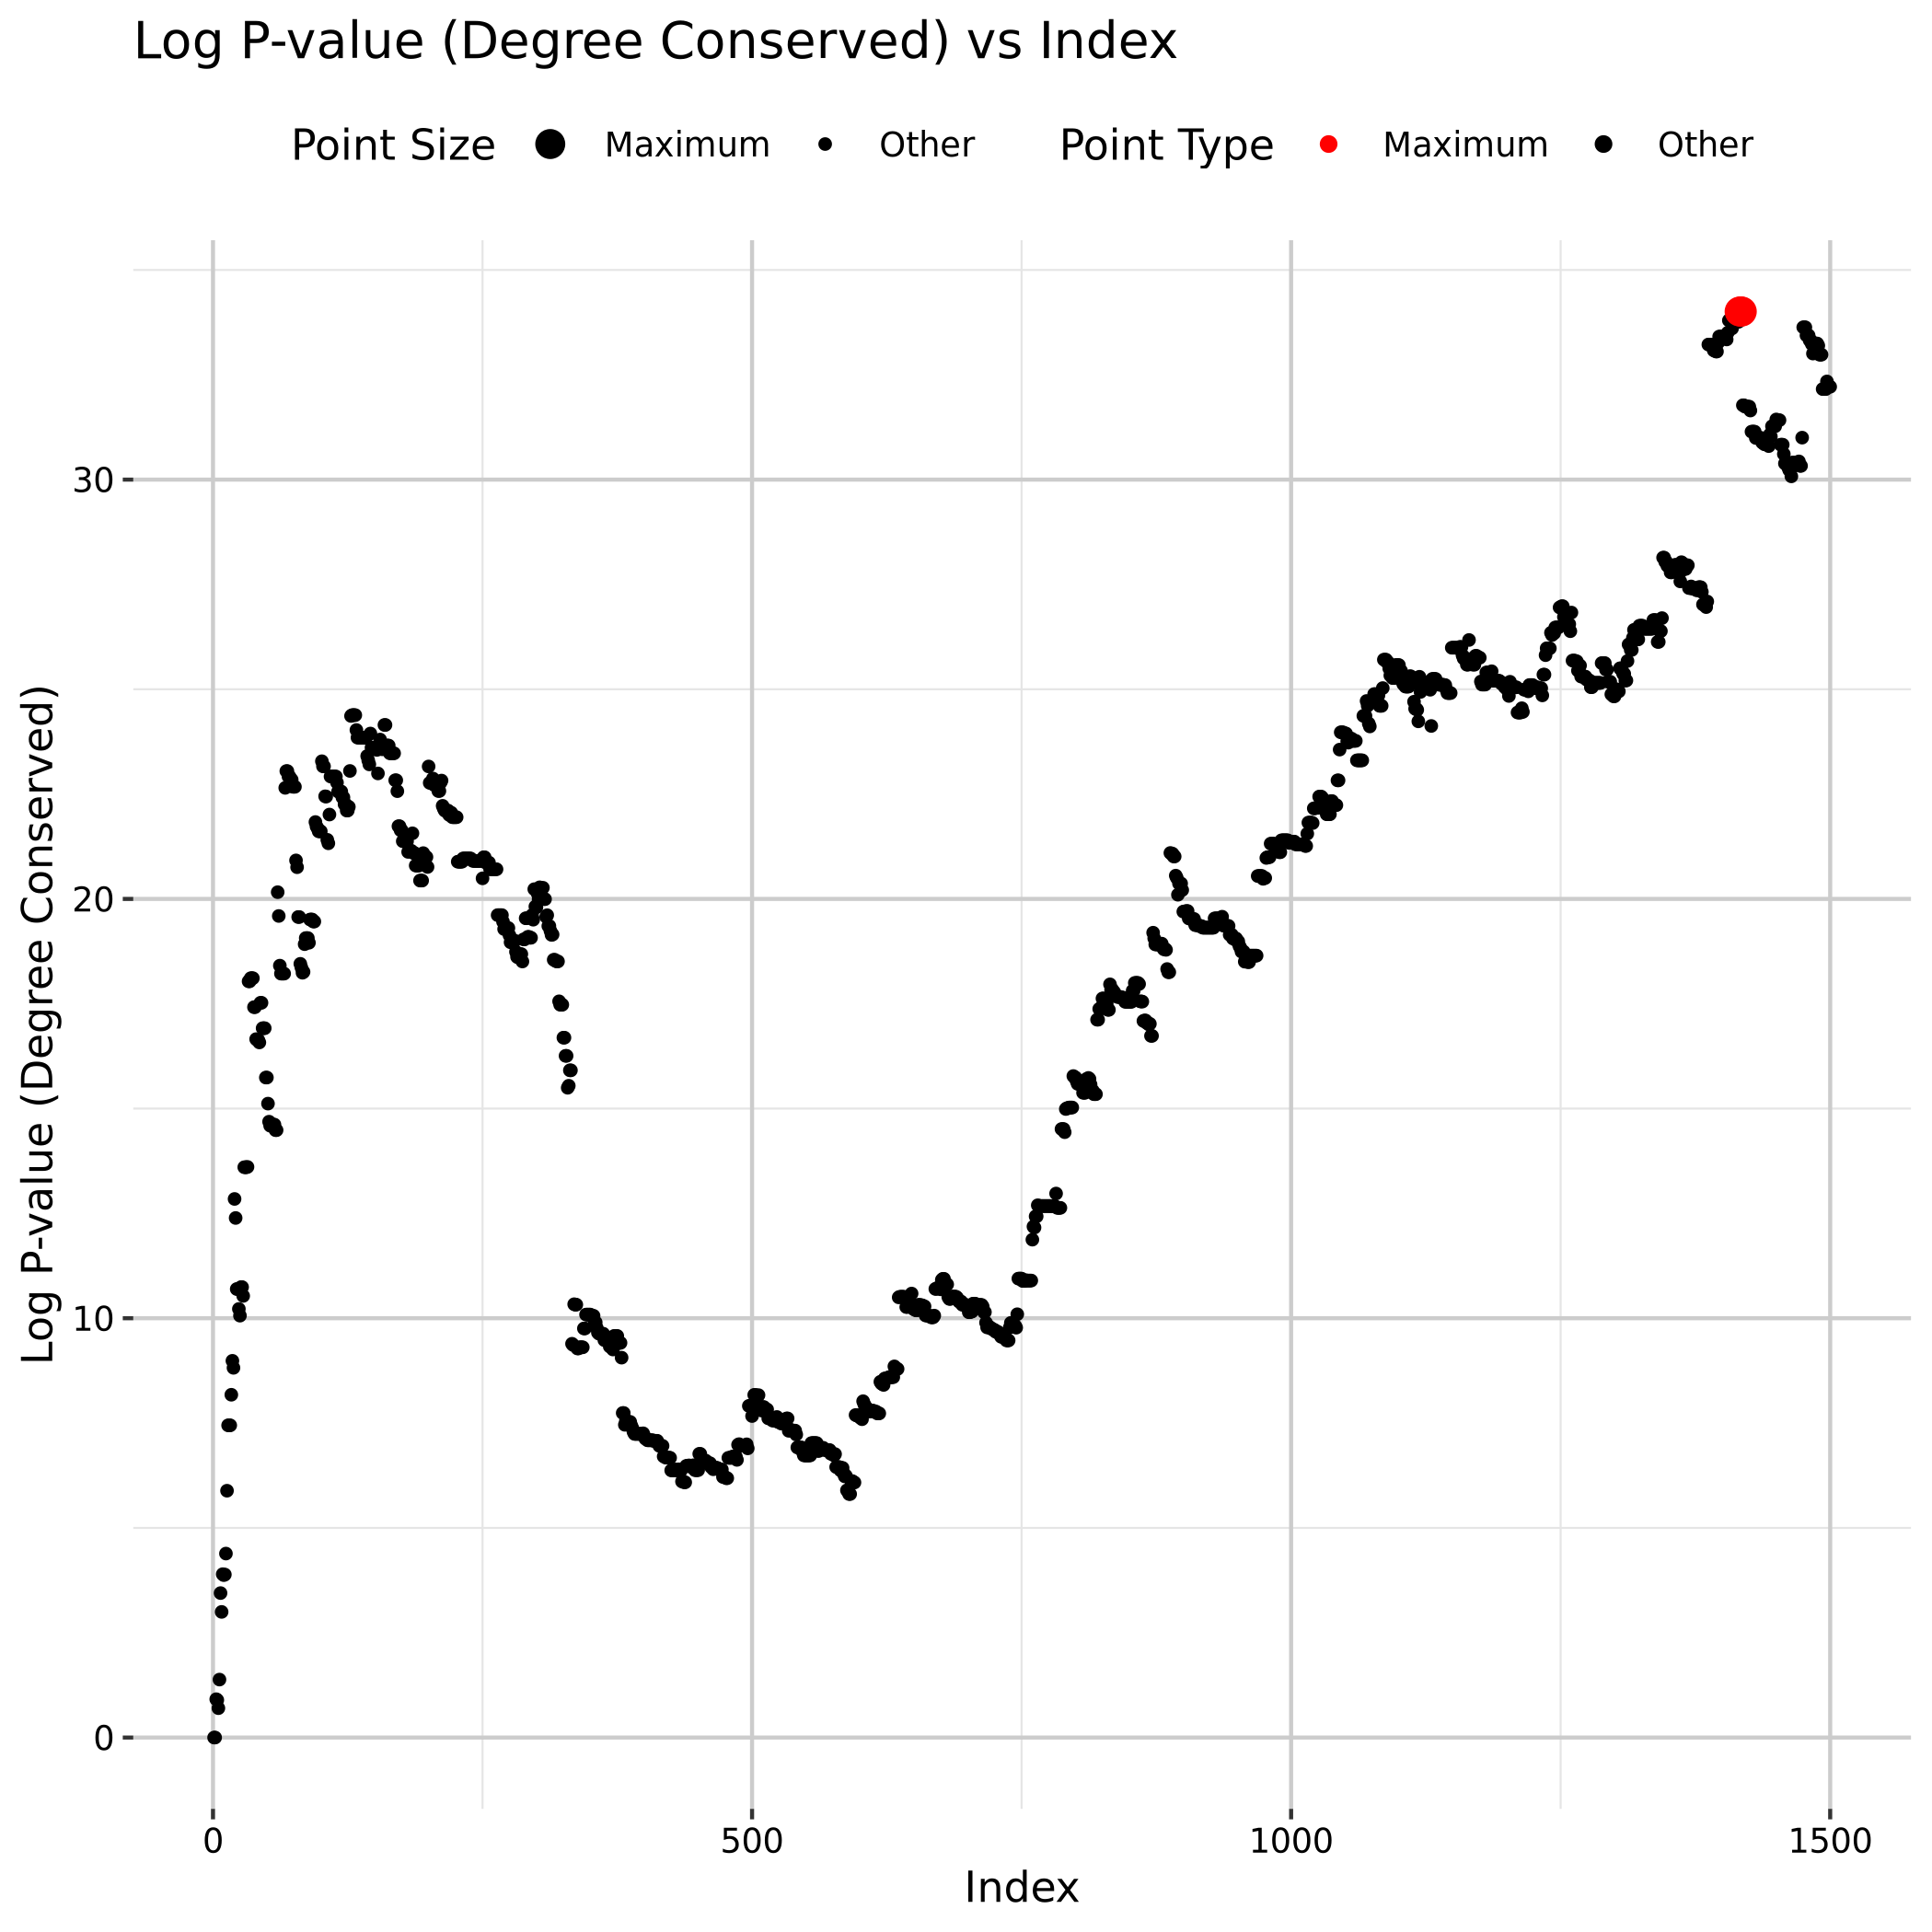 Log P-value (Degree Conserved) vs Index
Point Size Maximum Other Point Type Maximum Other
30
20
10
0
Log P-value (Degree Conserved)
0 500 1000 1500
Index